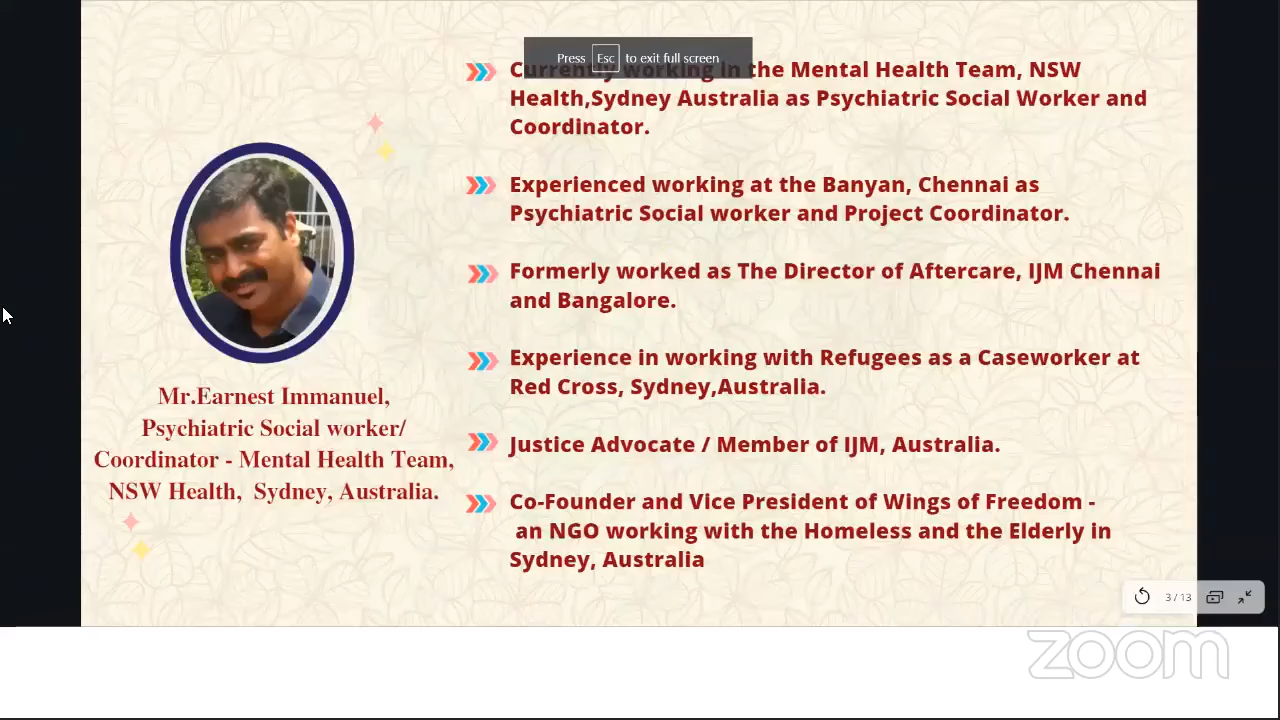 Press Esc to exit full screen
Currently working in the Mental Health Team, NSW
Health,Sydney Australia as Psychiatric Social Worker and
Coordinator.
Experienced working at the Banyan, Chennai as
Psychiatric Social worker and Project Coordinator.
Formerly worked as The Director of Aftercare, IJM Chennai
and Bangalore.
Experience in working with Refugees as a Caseworker at
Red Cross, Sydney,Australia.
Justice Advocate / Member of IJM, Australia.
Co-Founder and Vice President of Wings of Freedom -
an NGO working with the Homeless and the Elderly in
Sydney, Australia
Mr.Earnest Immanuel,
Psychiatric Social worker/
Coordinator - Mental Health Team,
NSW Health, Sydney, Australia.
3 / 13
zoom